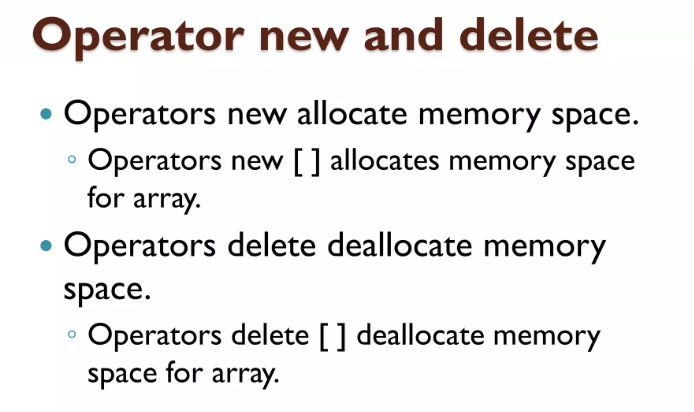 Operator new and delete
• Operators new allocate memory space.
◦ Operators new [ ] allocates memory space
for array.
• Operators delete deallocate memory
space.
◦ Operators delete [ ] deallocate memory
space for array.